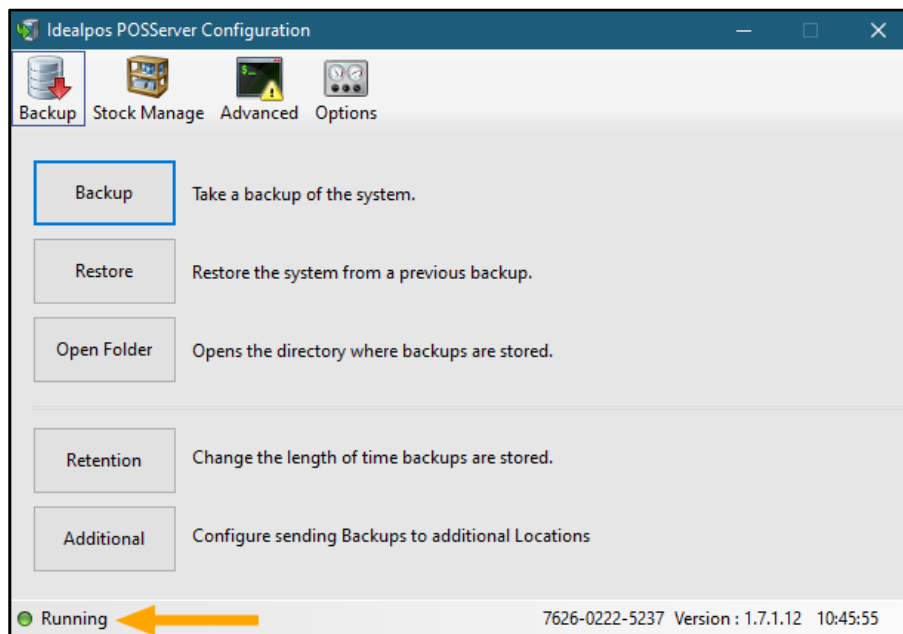 Idealpos POSServer Configuration
Backup Stock Manage Advanced Options
Backup Take a backup of the system.
Restore Restore the system from a previous backup.
Open Folder Opens the directory where backups are stored.
Retention Change the length of time backups are stored.
Additional Configure sending Backups to additional Locations
Running 7626-0222-5237 Version : 1.7.1.12 10:45:55